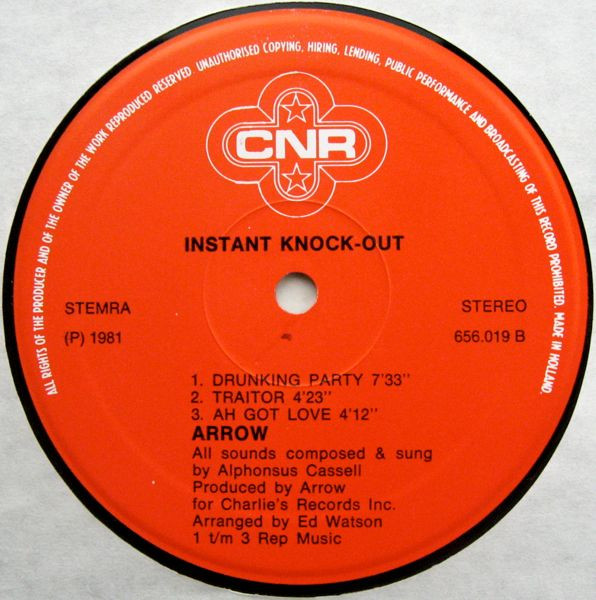 ALL RIGHTS OF THE PRODUCER AND OF THE OWNER OF THE WORK REPRODUCED RESERVED. UNAUTHORISED COPYING, HIRING, LENDING, PUBLIC PERFORMANCE AND BROADCASTING OF THIS RECORD PROHIBITED. MADE IN HOLLAND.
CNR
INSTANT KNOCK-OUT
STEMRA
STEREO
(P) 1981
656.019 B
1. DRUNKING PARTY 7'33''
2. TRAITOR 4'23''
3. AH GOT LOVE 4'12''
ARROW
All sounds composed & sung
by Alphonsus Cassell
Produced by Arrow
for Charlie's Records Inc.
Arranged by Ed Watson
1 t/m 3 Rep Music